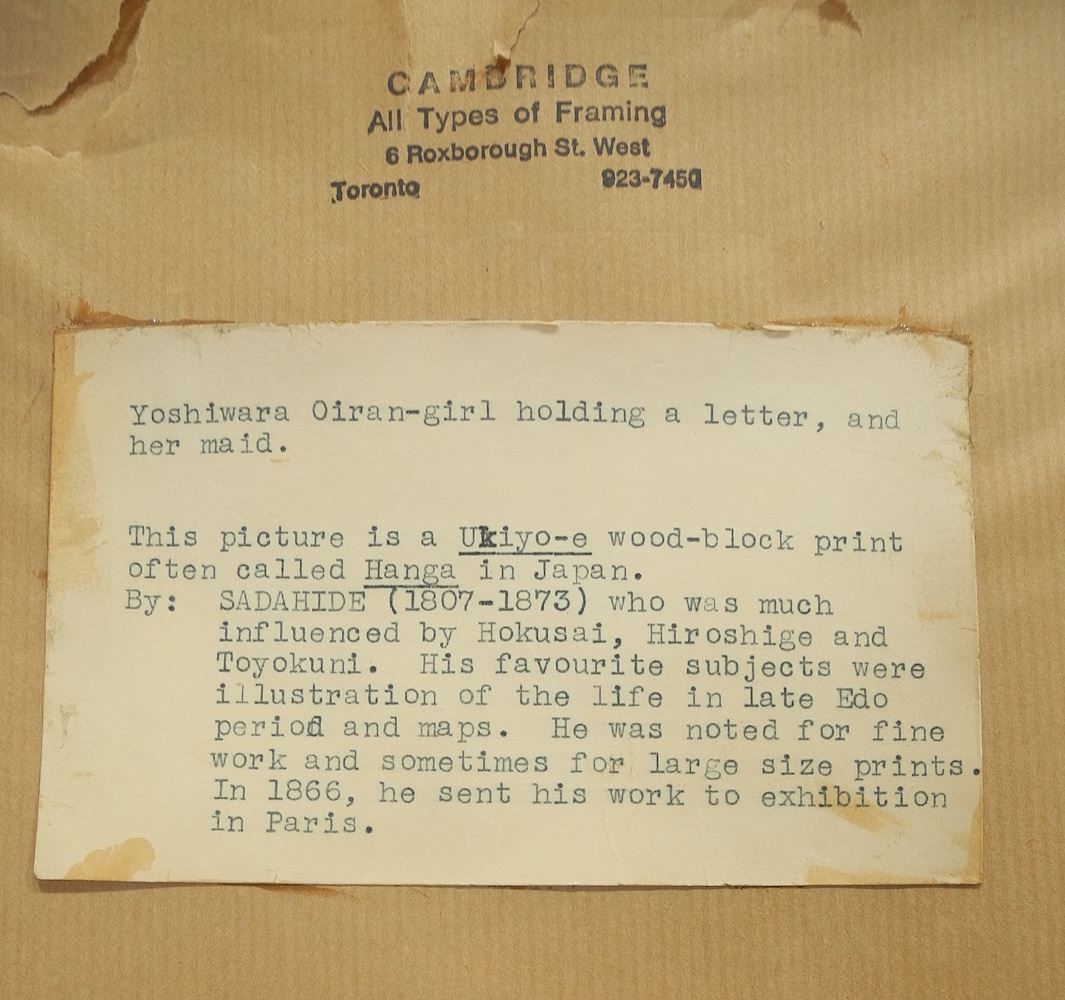 CAMBRIDGE
All Types of Framing
6 Roxborough St. West
Toronto 923-7450
Yoshiwara Oiran-girl holding a letter, and
her maid.
This picture is a Ukiyo-e wood-block print
often called Hanga in Japan.
By: SADAHIDE (1807-1873) who was much
influenced by Hokusai, Hiroshige and
Toyokuni. His favourite subjects were
illustration of the life in late Edo
period and maps. He was noted for fine
work and sometimes for large size prints.
In 1866, he sent his work to exhibition
in Paris.